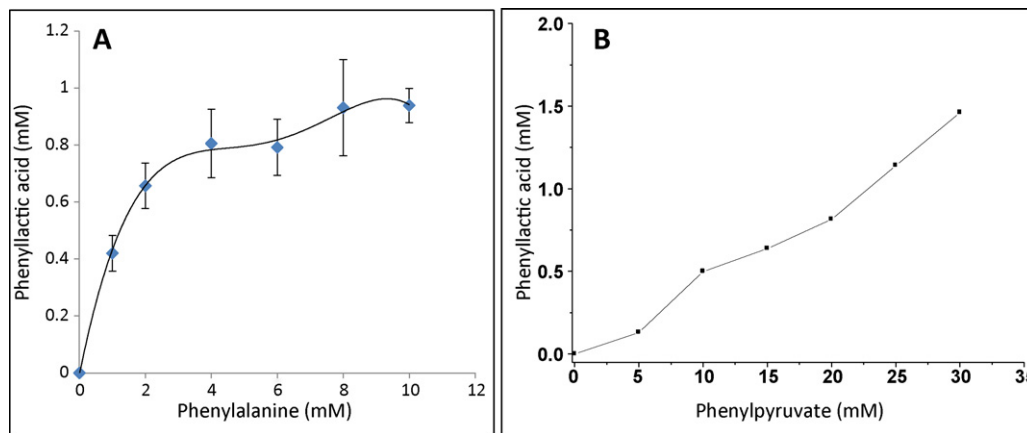 A
Phenyllactic acid (mM)
1.2
1
0.8
0.6
0.4
0.2
0
0 2 4 6 8 10 12
Phenylalanine (mM)
B
Phenyllactic acid (mM)
2.0
1.5
1.0
0.5
0.0
0 5 10 15 20 25 30 35
Phenylpyruvate (mM)